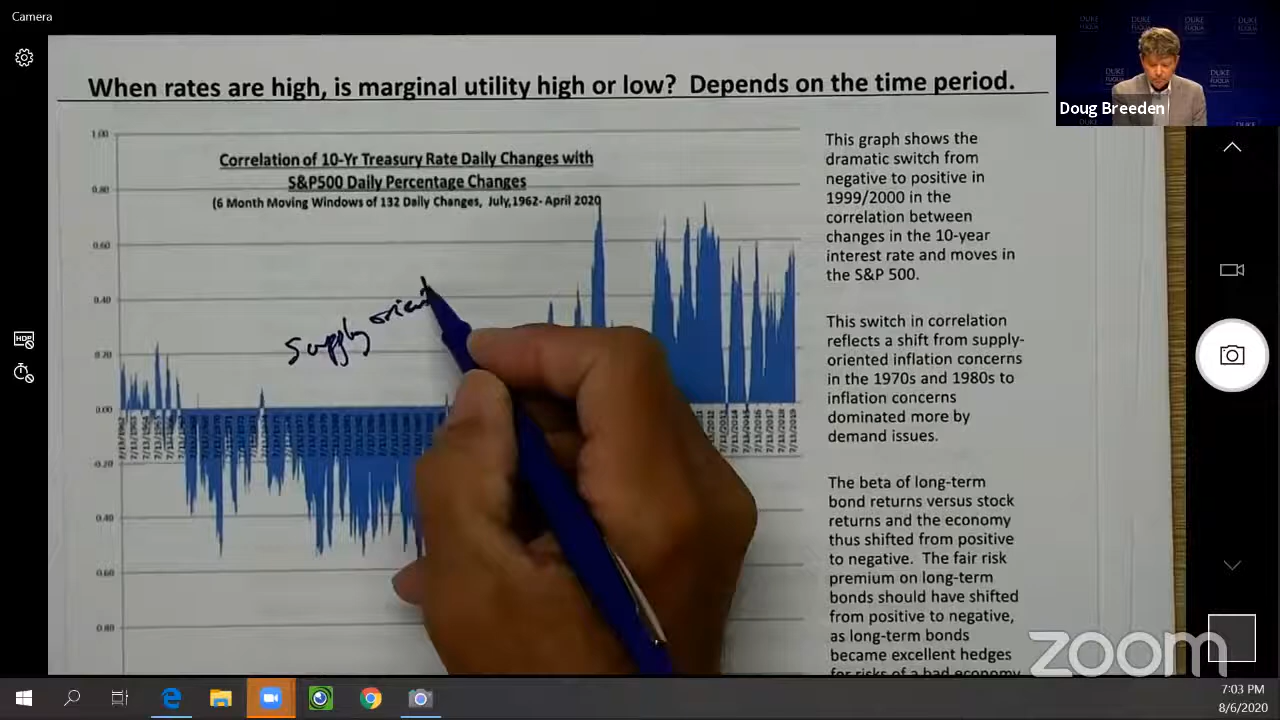 Camera
When rates are high, is marginal utility high or low? Depends on the time period.
Doug Breeden
DUKE
FUQUA
1.00
Correlation of 10-Yr Treasury Rate Daily Changes with
S&P500 Daily Percentage Changes
(6 Month Moving Windows of 132 Daily Changes, July,1962- April 2020
0.80
0.60
0.40
0.20
0.00
-0.20
0.40
0.60
0.80
supply
This graph shows the
dramatic switch from
negative to positive in
1999/2000 in the
correlation between
changes in the 10-year
interest rate and moves in
the S&P 500.
This switch in correlation
reflects a shift from supply-
oriented inflation concerns
in the 1970s and 1980s to
inflation concerns
dominated more by
demand issues.
The beta of long-term
bond returns versus stock
returns and the economy
thus shifted from positive
to negative. The fair risk
premium on long-term
bonds should have shifted
from positive to negative,
as long-term bonds
became excellent hedges
for risks of a bad economy
HDR
zoom
7:03 PM
8/6/2020